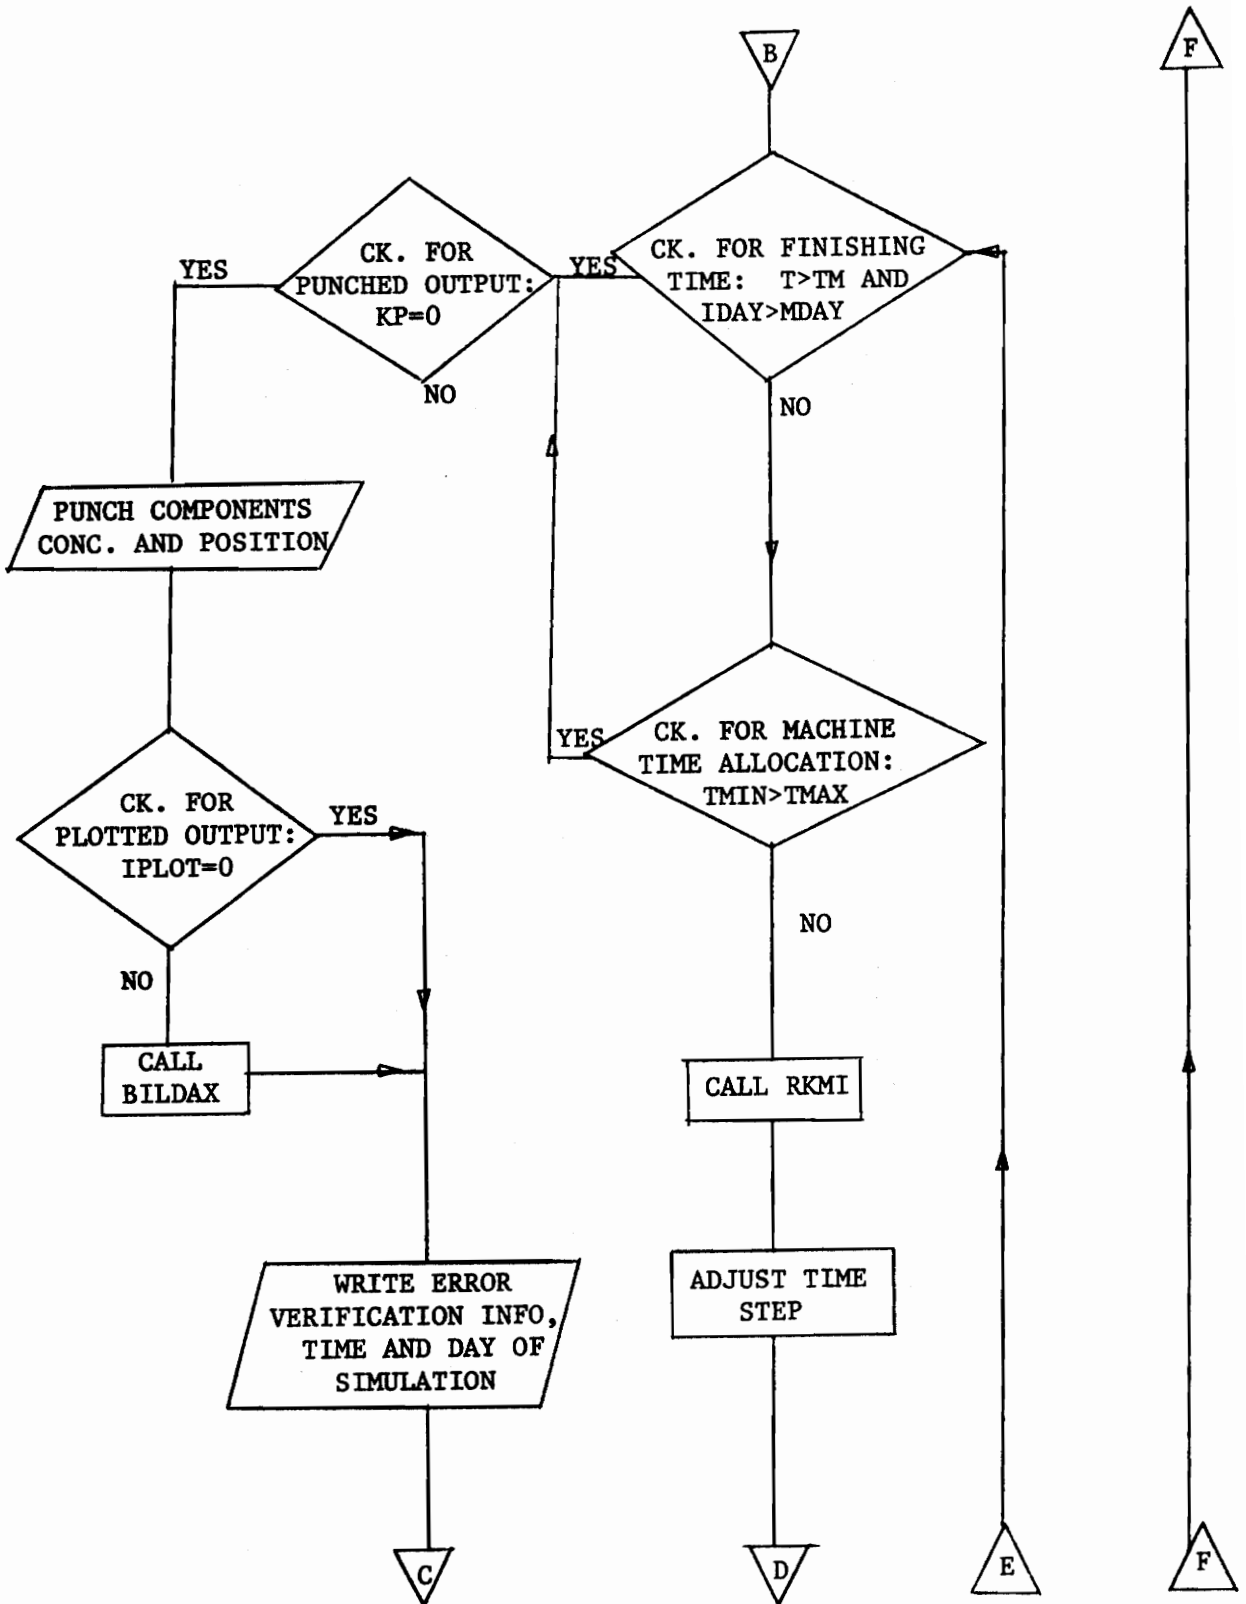 B
F
CK. FOR
PUNCHED OUTPUT:
KP=0
YES
NO
YES
CK. FOR FINISHING
TIME: T>TM AND
IDAY>MDAY
NO
PUNCH COMPONENTS
CONC. AND POSITION
CK. FOR MACHINE
TIME ALLOCATION:
TMIN>TMAX
YES
NO
CK. FOR
PLOTTED OUTPUT:
IPLOT=0
YES
NO
CALL
BILDAX
CALL RKMI
ADJUST TIME
STEP
WRITE ERROR
VERIFICATION INFO,
TIME AND DAY OF
SIMULATION
C
D
E
F